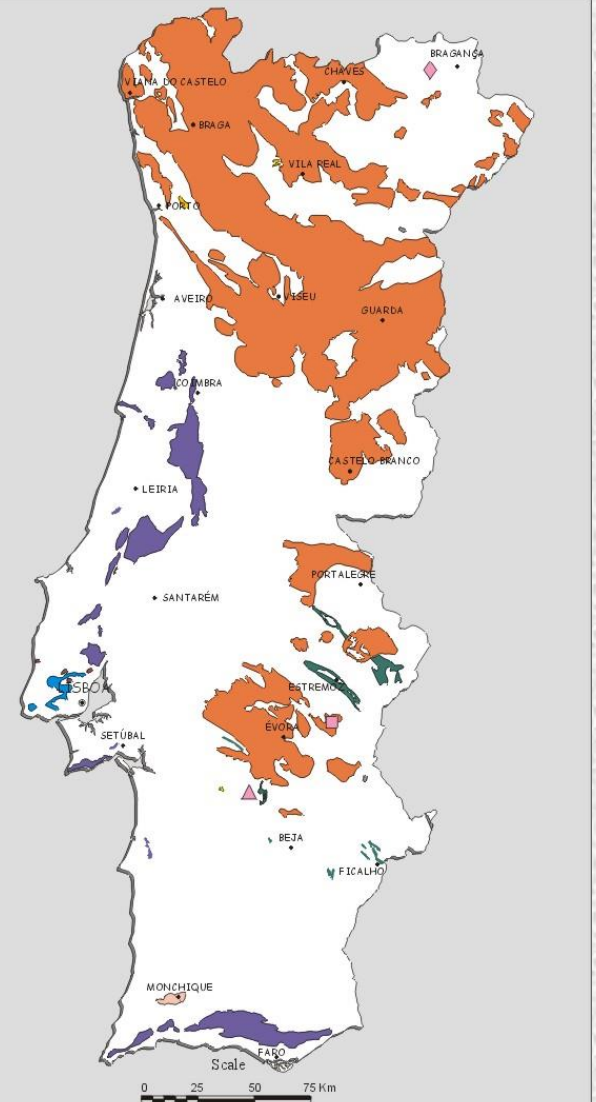 BRAGANÇA
CHAVES
VIANA DO CASTELO
BRAGA
VILA REAL
PORTO
AVEIRO
VISEU
GUARDA
COIMBRA
CASTELO BRANCO
LEIRIA
PORTALEGRE
SANTARÉM
LISBOA
ESTREMOZ
ÉVORA
SETÚBAL
BEJA
FICALHO
MONCHIQUE
FARO
Scale
0 25 50 75 Km